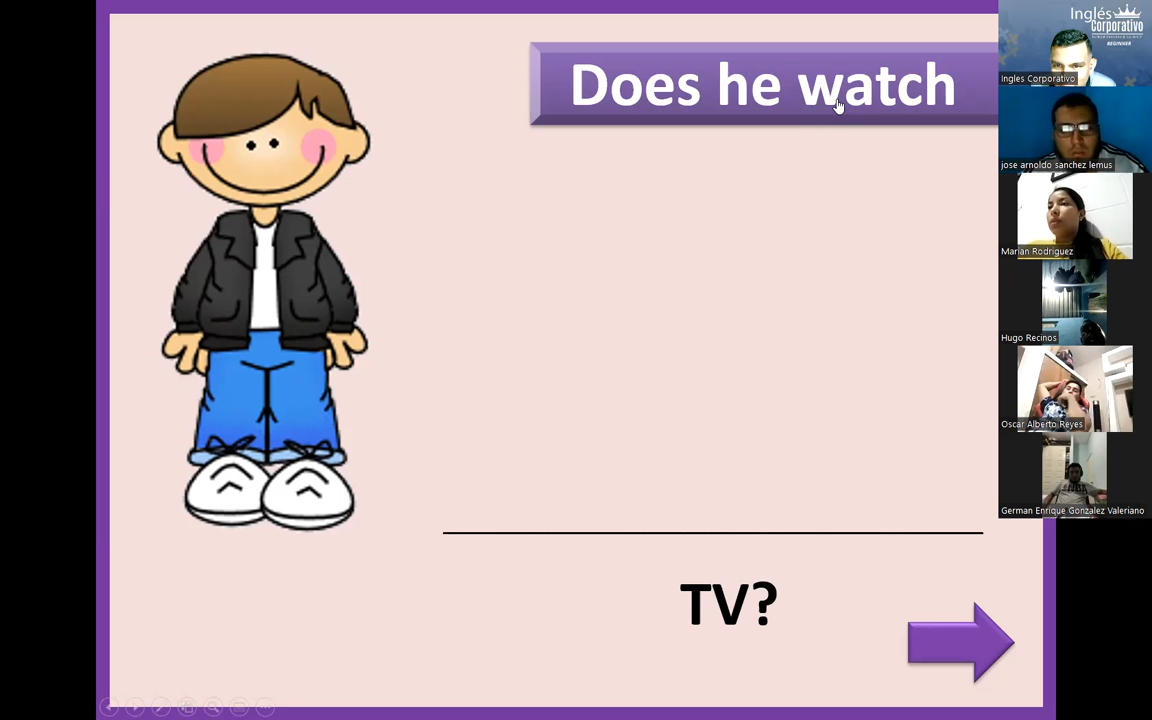 Does he watch
TV?
Inglés
Corporativo
BEGINNER
Ingles Corporativo
jose arnoldo sanchez lemus
Marian Rodriguez
Hugo Recinos
Oscar Alberto Reyes
German Enrique Gonzalez Valeriano